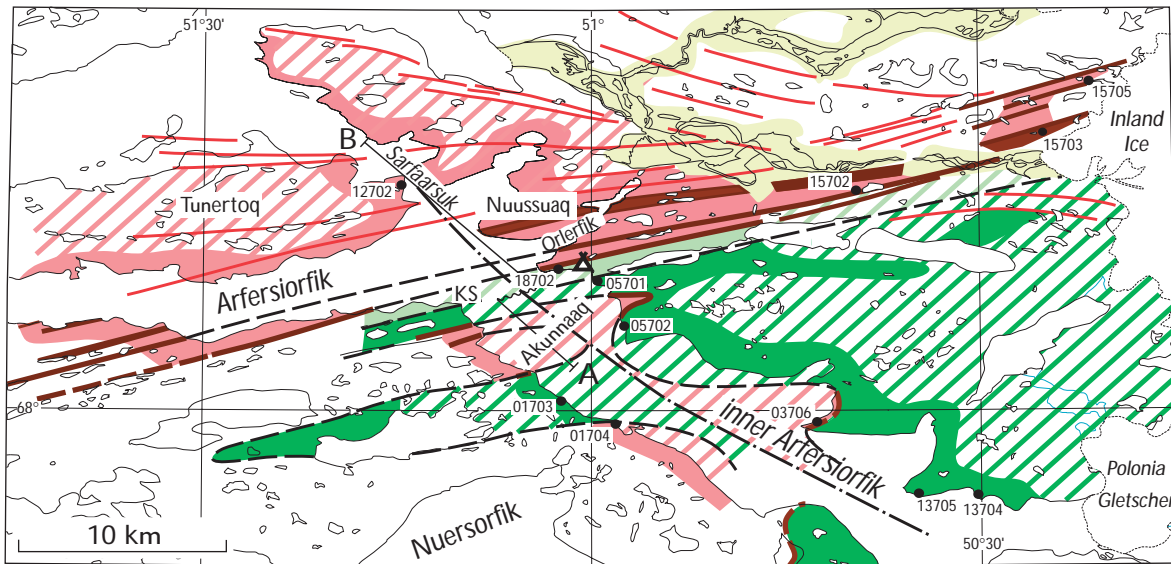 51°30'
51°
15705
Inland
Ice
15703
B
Sarfaarsuk
12702
Tunertoq
Nuussuaq
15702
Orlerfik
Arfersiorfik
18702
05701
KS.
05702
Akunnaaq
A
68°
01703
01704
03706
inner Arfersiorfik
Polonia
Gletscher
13705
13704
Nuersorfik
10 km
50°30'